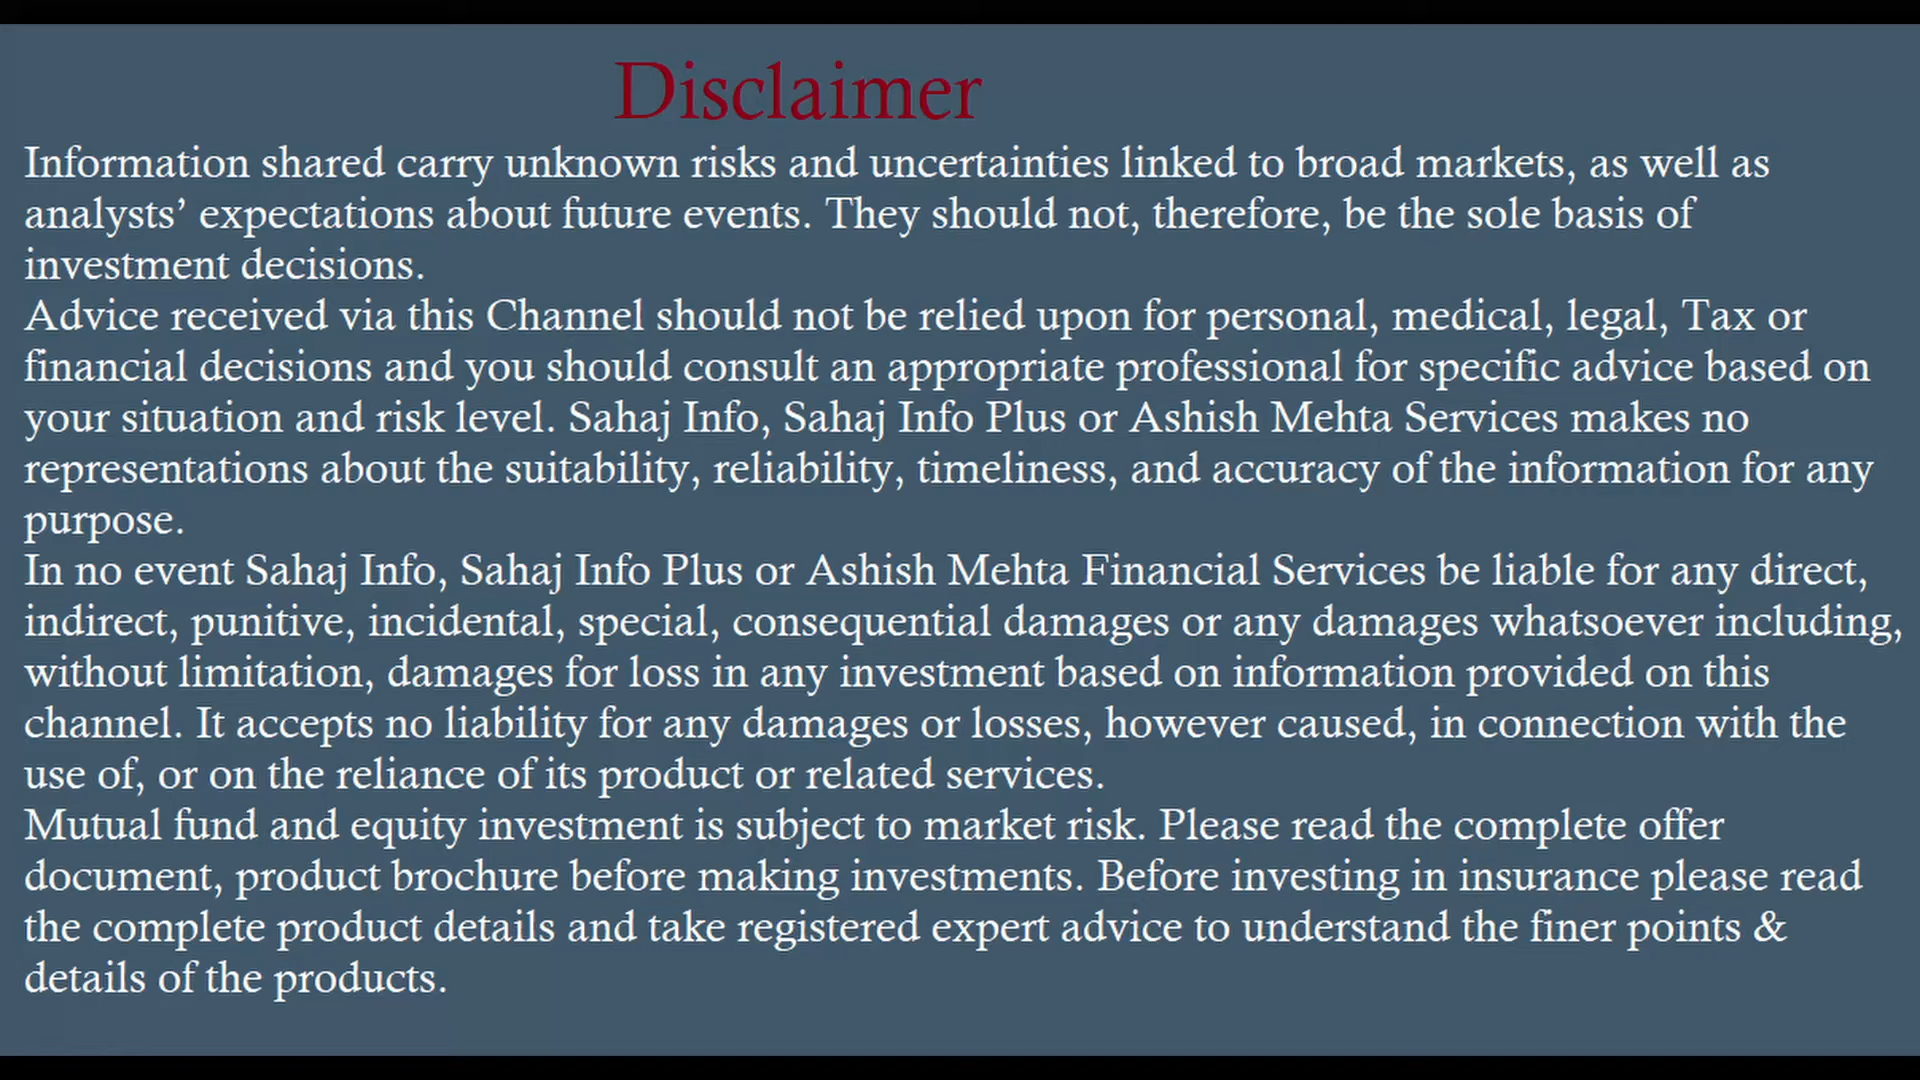 Disclaimer
Information shared carry unknown risks and uncertainties linked to broad markets, as well as
analysts’ expectations about future events. They should not, therefore, be the sole basis of
investment decisions.
Advice received via this Channel should not be relied upon for personal, medical, legal, Tax or
financial decisions and you should consult an appropriate professional for specific advice based on
your situation and risk level. Sahaj Info, Sahaj Info Plus or Ashish Mehta Services makes no
representations about the suitability, reliability, timeliness, and accuracy of the information for any
purpose.
In no event Sahaj Info, Sahaj Info Plus or Ashish Mehta Financial Services be liable for any direct,
indirect, punitive, incidental, special, consequential damages or any damages whatsoever including,
without limitation, damages for loss in any investment based on information provided on this
channel. It accepts no liability for any damages or losses, however caused, in connection with the
use of, or on the reliance of its product or related services.
Mutual fund and equity investment is subject to market risk. Please read the complete offer
document, product brochure before making investments. Before investing in insurance please read
the complete product details and take registered expert advice to understand the finer points &
details of the products.